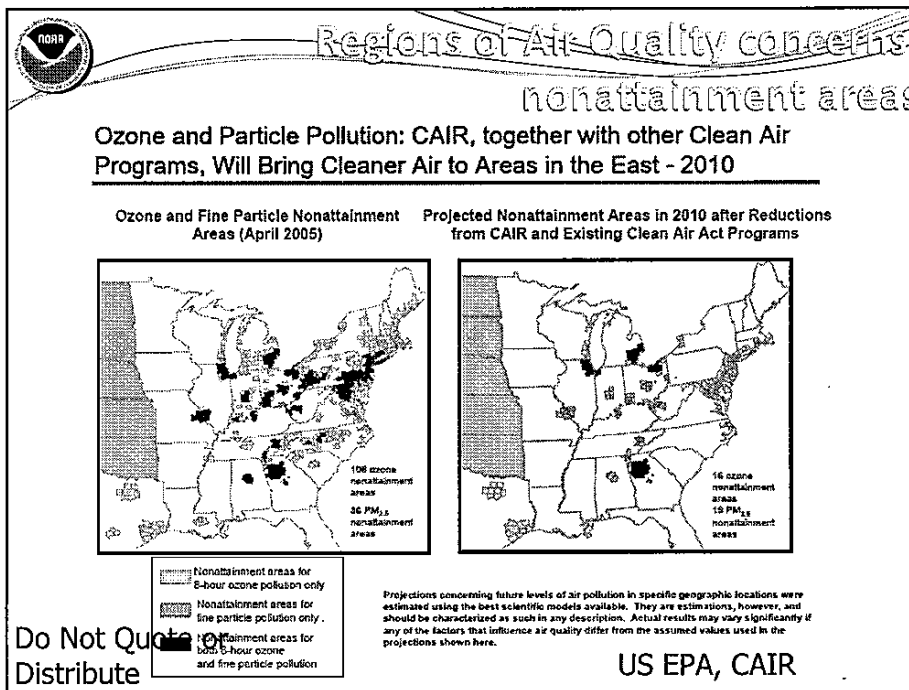 NOAA
Regions of Air Quality concerns
nonattainment areas
Ozone and Particle Pollution: CAIR, together with other Clean Air
Programs, Will Bring Cleaner Air to Areas in the East - 2010
Ozone and Fine Particle Nonattainment
Areas (April 2005)
Projected Nonattainment Areas in 2010 after Reductions
from CAIR and Existing Clean Air Act Programs
108 ozone
nonattainment
areas
36 PM2.5
nonattainment
areas
16 ozone
nonattainment
areas
19 PM2.5
nonattainment
areas
Nonattainment areas for
8-hour ozone pollution only
Nonattainment areas for
fine particle pollution only .
Nonattainment areas for
both 8-hour ozone
and fine particle pollution
Projections concerning future levels of air pollution in specific geographic locations were
estimated using the best scientific models available. They are estimations, however, and
should be characterized as such in any description. Actual results may vary significantly if
any of the factors that influence air quality differ from the assumed values used in the
projections shown here.
Do Not Quote or
Distribute
US EPA, CAIR